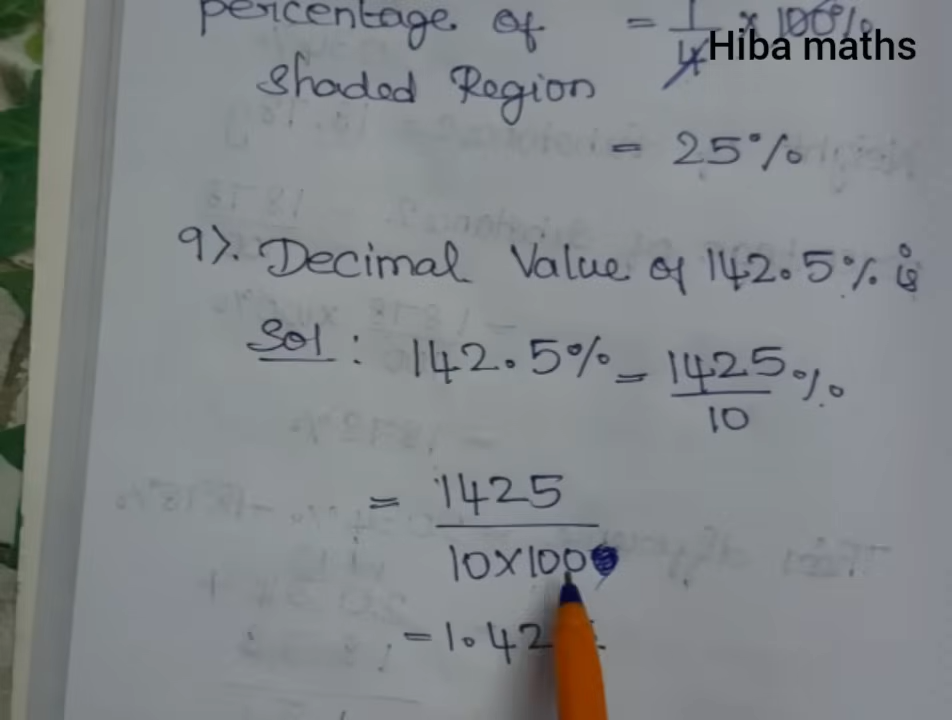 percentage of = 1/4 x 100%
Hiba maths
Shaded Region
= 25%
9). Decimal Value of 142.5% is
Sol : 142.5% = 1425/10 %
= 1425
10x100
= 1.42